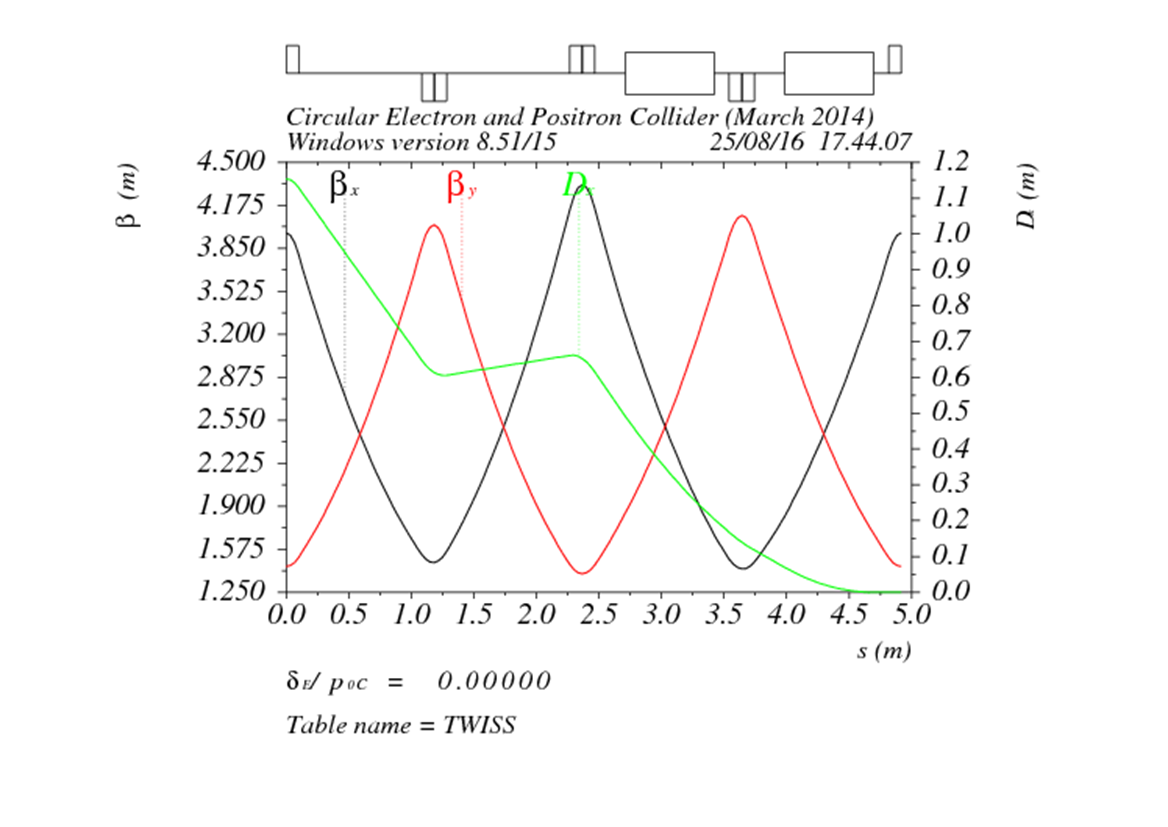 Circular Electron and Positron Collider (March 2014)
Windows version 8.51/15 25/08/16 17.44.07
β (m)
4.500
4.175
3.850
3.525
3.200
2.875
2.550
2.225
1.900
1.575
1.250
βx βy Dx
1.2
1.1
1.0
0.9
0.8
0.7
0.6
0.5
0.4
0.3
0.2
0.1
0.0
D (m)
0.0 0.5 1.0 1.5 2.0 2.5 3.0 3.5 4.0 4.5 5.0
s (m)
δE/ p0c = 0.00000
Table name = TWISS